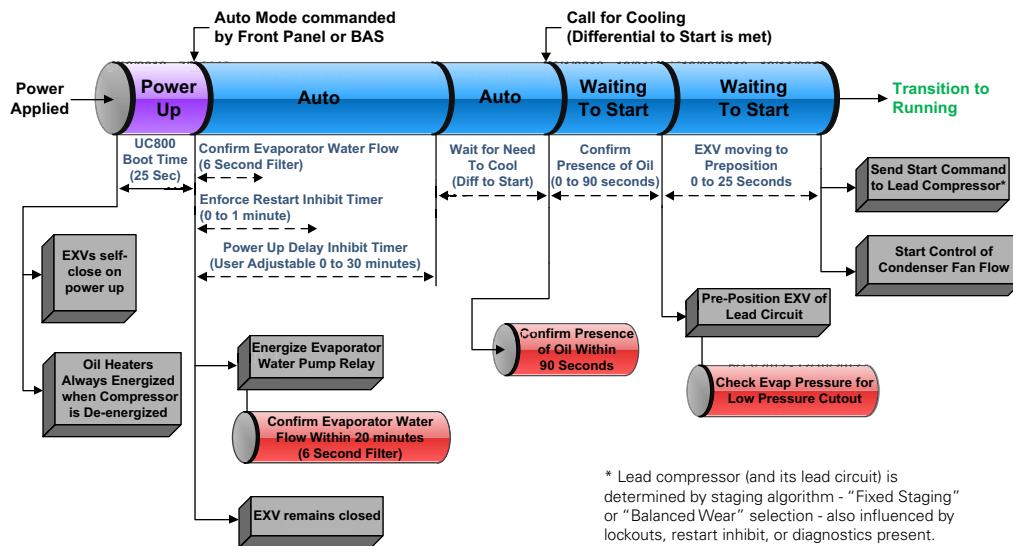 Auto Mode commanded
by Front Panel or BAS
Call for Cooling
(Differential to Start is met)
Power
Applied
Power
Up
Auto
Auto
Waiting
To Start
Waiting
To Start
Transition to
Running
UC800
Boot Time
(25 Sec)
Confirm Evaporator Water Flow
(6 Second Filter)
Enforce Restart Inhibit Timer
(0 to 1 minute)
Power Up Delay Inhibit Timer
(User Adjustable 0 to 30 minutes)
Wait for Need
To Cool
(Diff to Start)
Confirm
Presence of Oil
(0 to 90 seconds)
EXV moving to
Preposition
0 to 25 Seconds
Send Start Command
to Lead Compressor*
Start Control of
Condenser Fan Flow
EXVs self-
close on
power up
Oil Heaters
Always Energized
when Compressor
is De-energized
Energize Evaporator
Water Pump Relay
Confirm Evaporator Water
Flow Within 20 minutes
(6 Second Filter)
EXV remains closed
Confirm Presence
of Oil Within
90 Seconds
Pre-Position EXV of
Lead Circuit
Check Evap Pressure for
Low Pressure Cutout
* Lead compressor (and its lead circuit) is
determined by staging algorithm - “Fixed Staging”
or “Balanced Wear” selection - also influenced by
lockouts, restart inhibit, or diagnostics present.